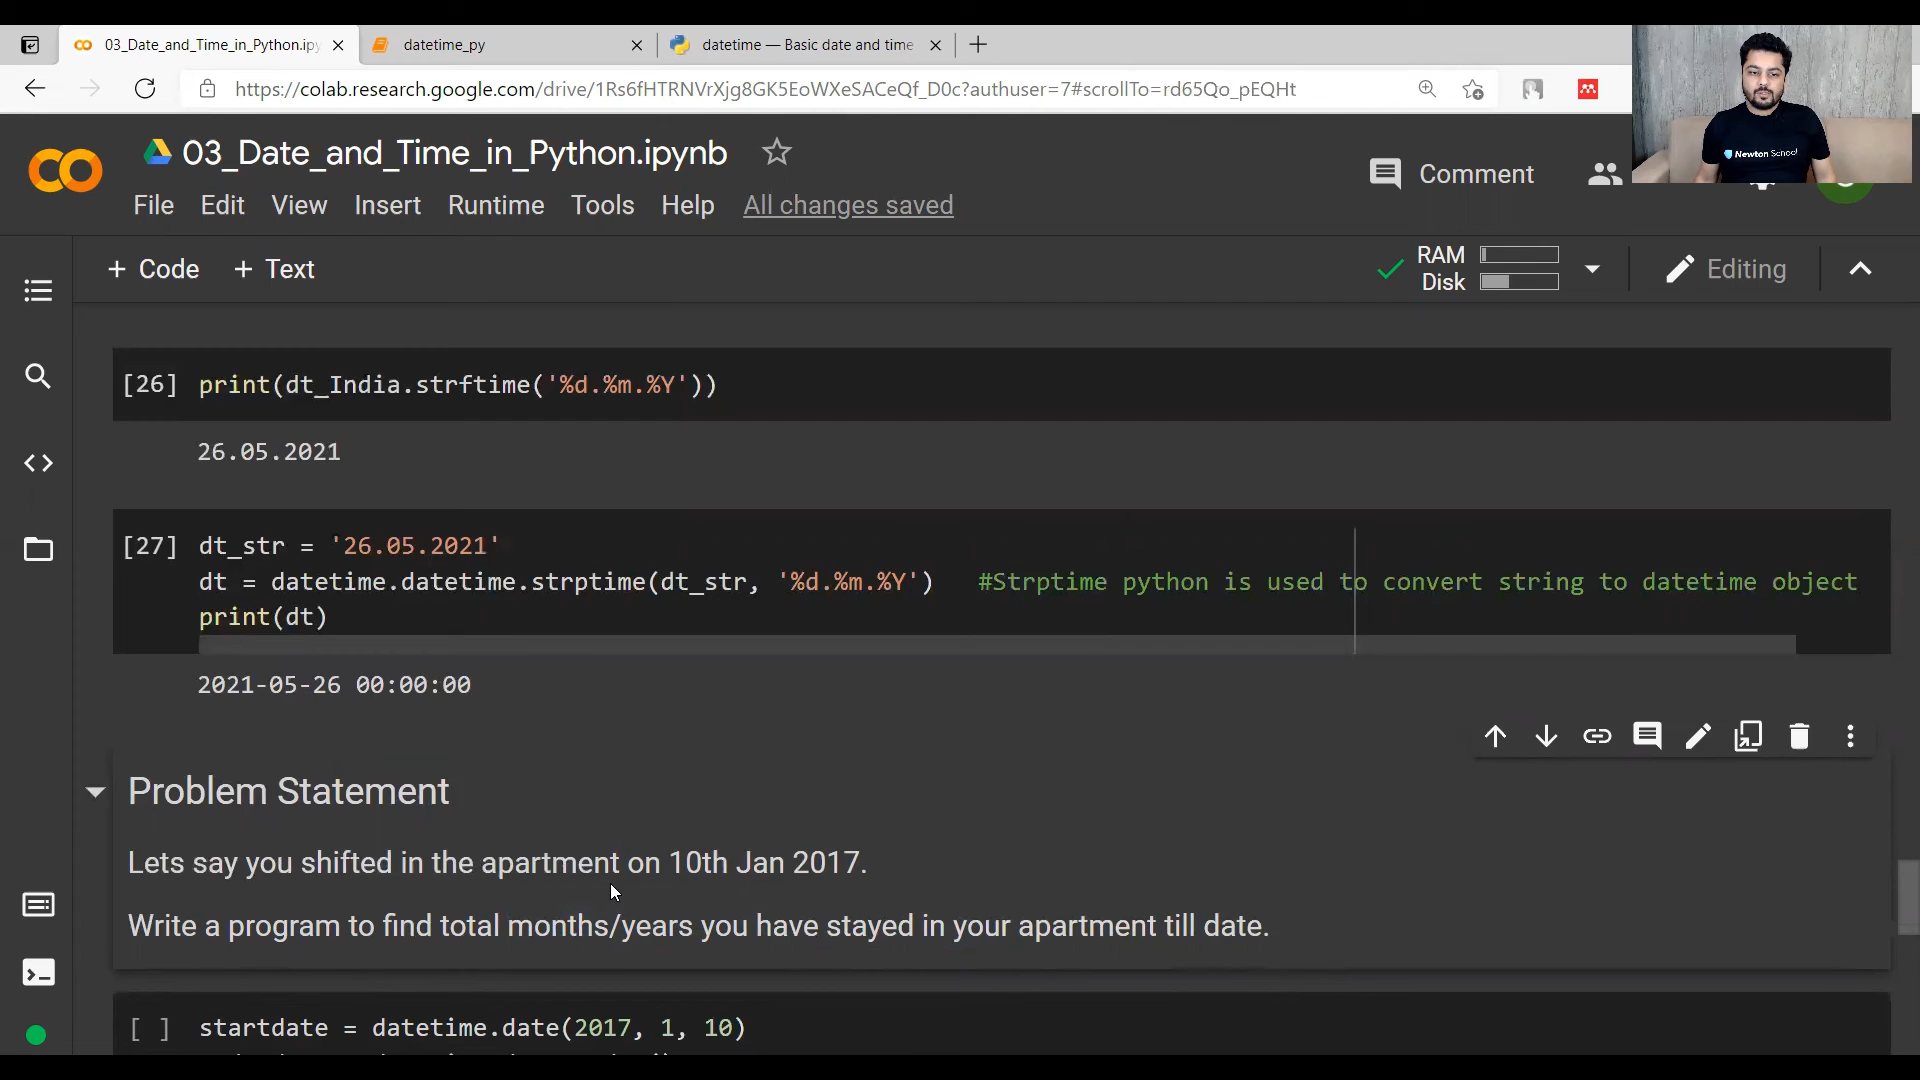 03_Date_and_Time_in_Python.ipy
datetime_py
datetime — Basic date and time
https://colab.research.google.com/drive/1Rs6fHTRNVrXjg8GK5EoWXeSACeQf_D0c?authuser=7#scrollTo=rd65Qo_pEQHt
03_Date_and_Time_in_Python.ipynb
Comment
Newton School
File Edit View Insert Runtime Tools Help All changes saved
+ Code + Text
RAM
Disk
Editing
[26] print(dt_India.strftime('%d.%m.%Y'))
26.05.2021
[27] dt_str = '26.05.2021'
dt = datetime.datetime.strptime(dt_str, '%d.%m.%Y') #Strptime python is used to convert string to datetime object
print(dt)
2021-05-26 00:00:00
Problem Statement
Lets say you shifted in the apartment on 10th Jan 2017.
Write a program to find total months/years you have stayed in your apartment till date.
[ ] startdate = datetime.date(2017, 1, 10)